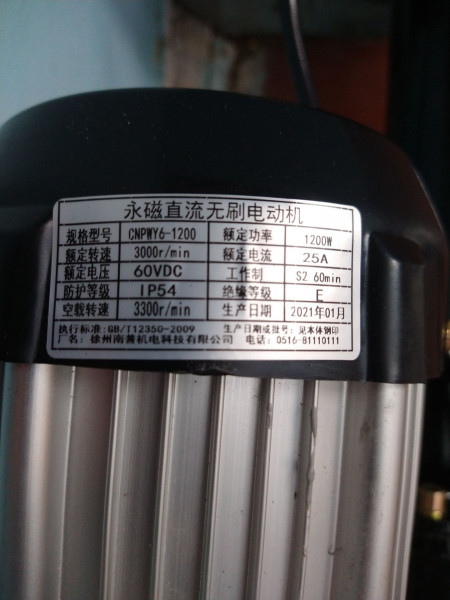 永磁直流无刷电动机
规格型号 CNPWY6-1200 额定功率 1200W
额定转速 3000r/min 额定电流 25A
额定电压 60VDC 工作制 S2 60min
防护等级 IP54 绝缘等级 E
空载转速 3300r/min 生产日期 2021年01月
执行标准:GB/T12350-2009 生产日期或批号:见本体钢印
厂名: 徐州南普机电科技有限公司 电话: 0516-81110111